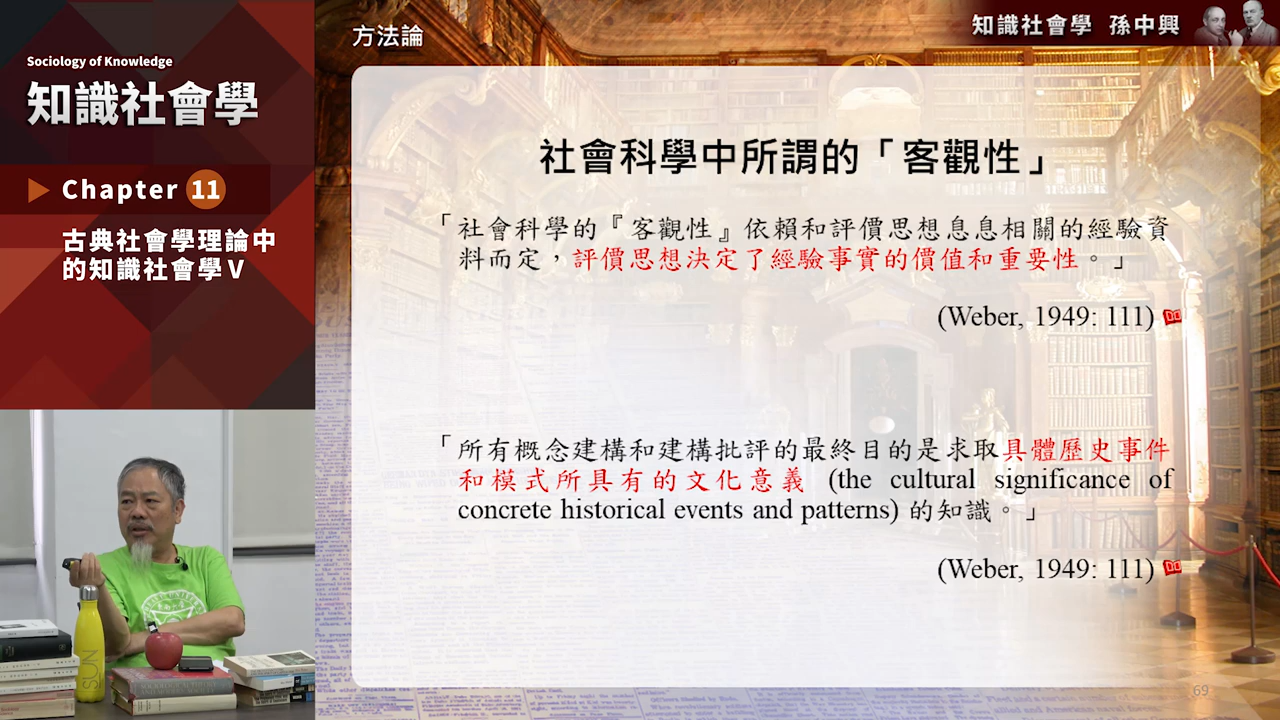 Sociology of Knowledge
知識社會學
Chapter 11
古典社會學理論中
的知識社會學 V
方法論
知識社會學 孫中興
社會科學中所謂的「客觀性」
「社會科學的『客觀性』依賴和評價思想息息相關的經驗資
料而定，評價思想決定了經驗事實的價值和重要性。」
(Weber, 1949: 111)
「所有概念建構和建構批評的最終目的是求取具體歷史事件
和模式所具有的文化意義 (the cultural significance of
concrete historical events and patterns) 的知識。」
(Weber, 1949: 111)
69
SUN